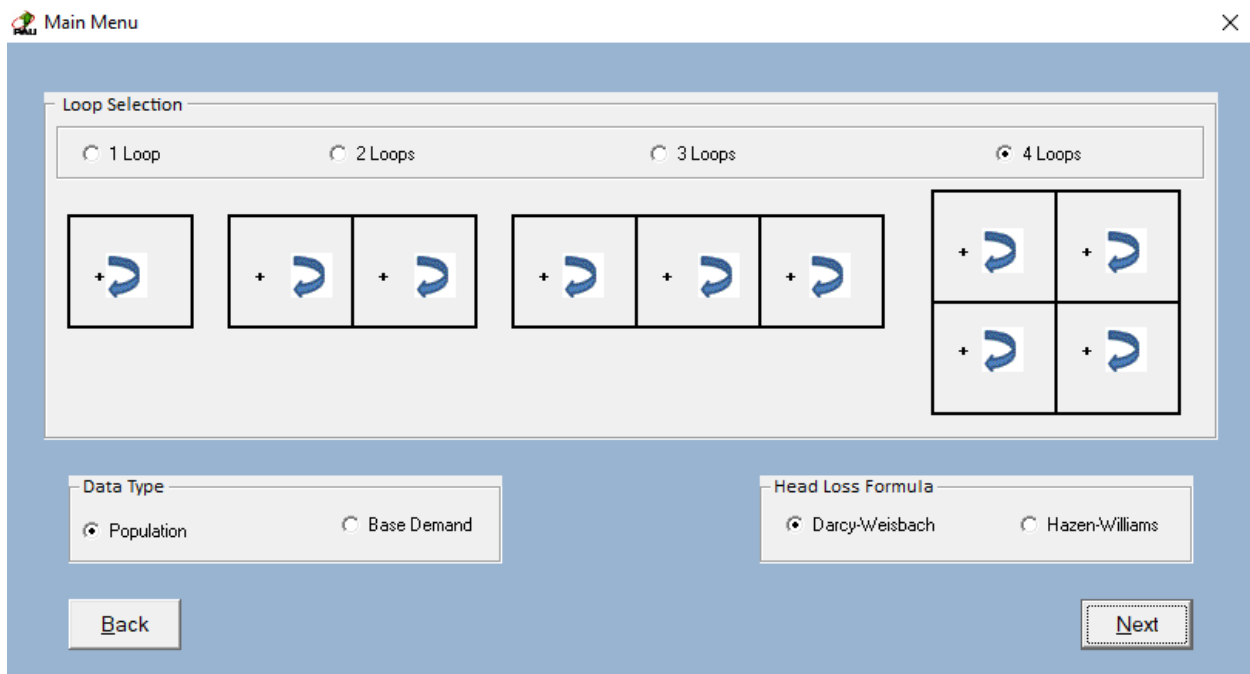 PAU Main Menu
Loop Selection
1 Loop 2 Loops 3 Loops 4 Loops
+ + + + + + + +
+ +
Data Type Head Loss Formula
Population Base Demand Darcy-Weisbach Hazen-Williams
Back Next